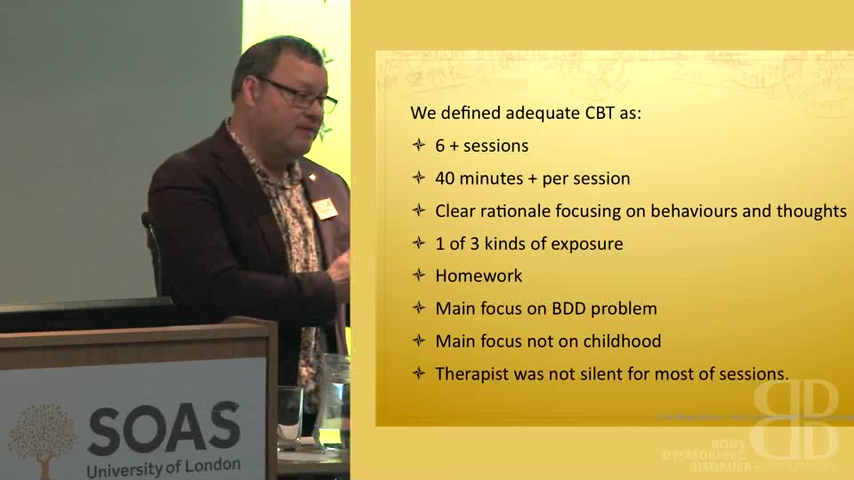 We defined adequate CBT as:
6 + sessions
40 minutes + per session
Clear rationale focusing on behaviours and thoughts
1 of 3 kinds of exposure
Homework
Main focus on BDD problem
Main focus not on childhood
Therapist was not silent for most of sessions.
SOAS
University of London
BDD
BODY
DYSMORPHIC
DISORDER